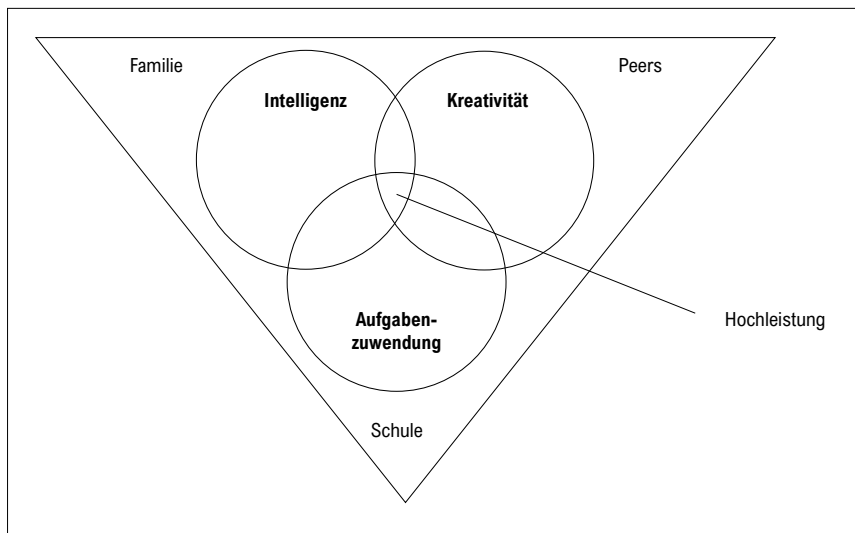 Familie
Peers
Intelligenz
Kreativität
Aufgaben-
zuwendung
Hochleistung
Schule